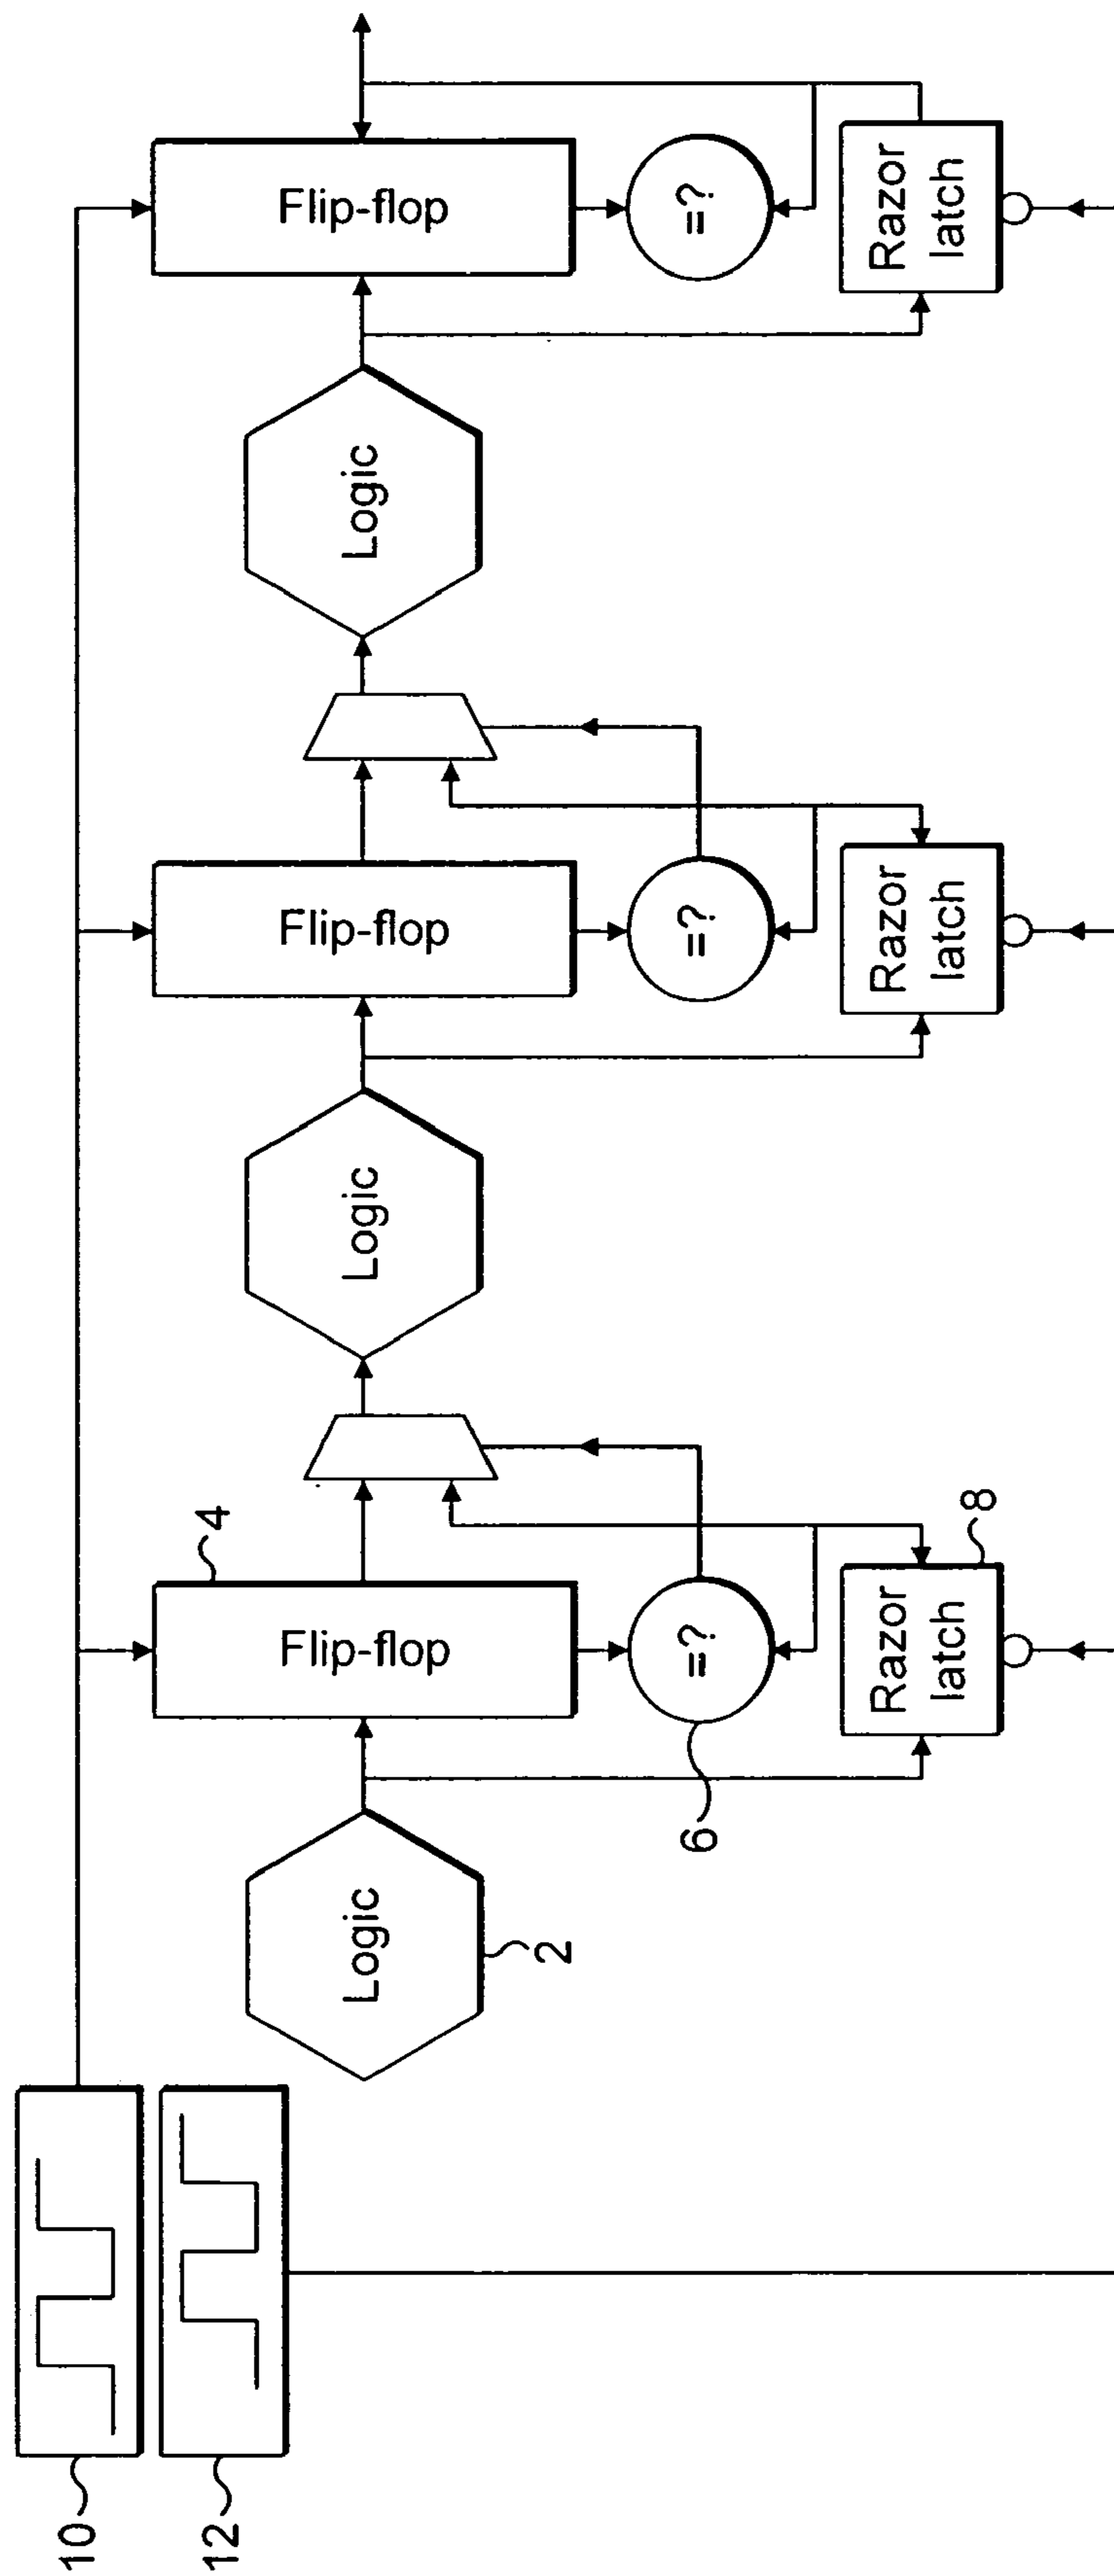 10
12
Logic
2
Flip-flop
4
=?
6
Razor
latch
8
Logic
Flip-flop
=?
Razor
latch
Logic
Flip-flop
=?
Razor
latch